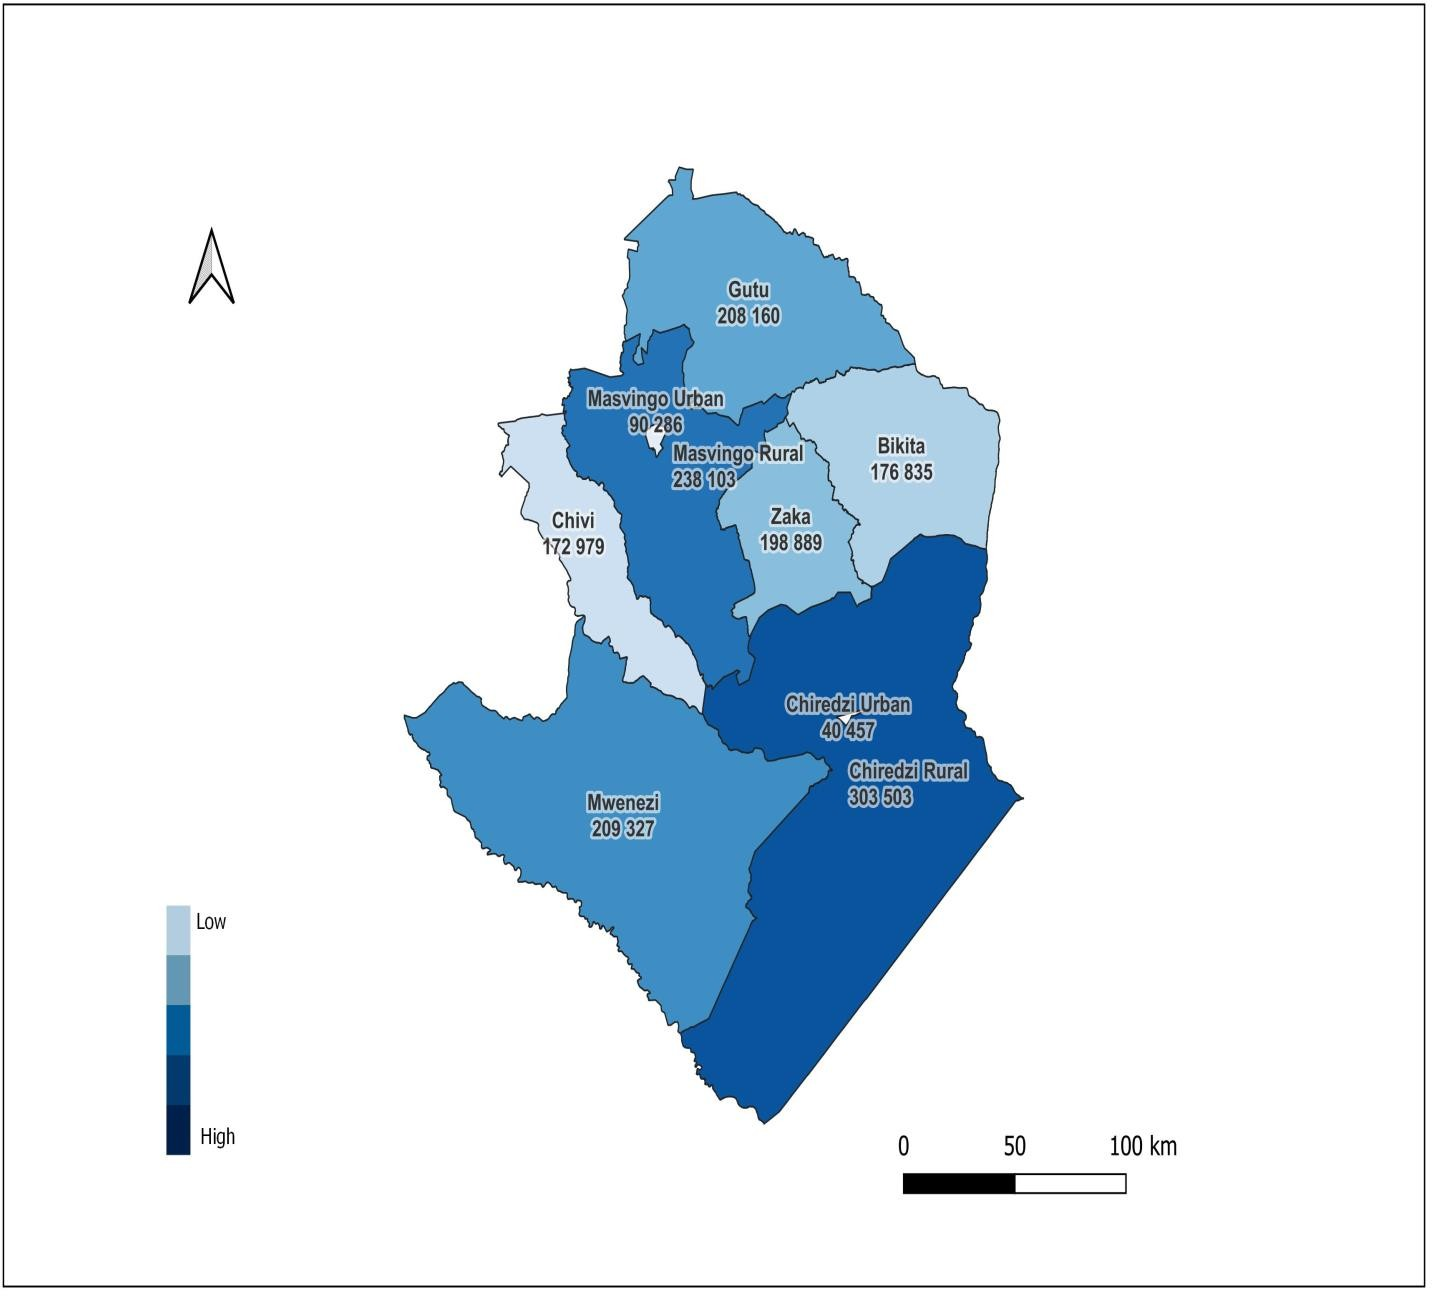 Gutu
208 160
Masvingo Urban
90 286
Masvingo Rural
238 103
Bikita
176 835
Chivi
172 979
Zaka
198 889
Chiredzi Urban
40 457
Chiredzi Rural
303 503
Mwenezi
209 327
Low
High
0 50 100 km